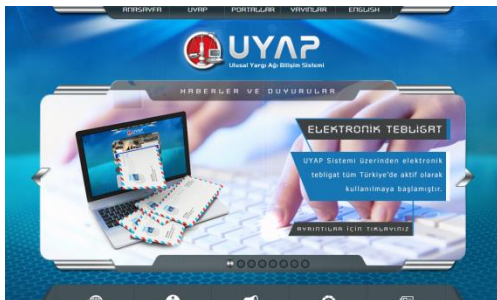 ANASAYFA UYAP PORTALLAR YAYINLAR ENGLISH
UYAP
Ulusal Yargı Ağı Bilişim Sistemi
HABERLER VE DUYURULAR
ELEKTRONİK TEBLİGAT
UYAP Sistemi üzerinden elektronik
tebligat tüm Türkiye'de aktif olarak
kullanılmaya başlamıştır.
AYRINTILAR İÇİN TIKLAYINIZ